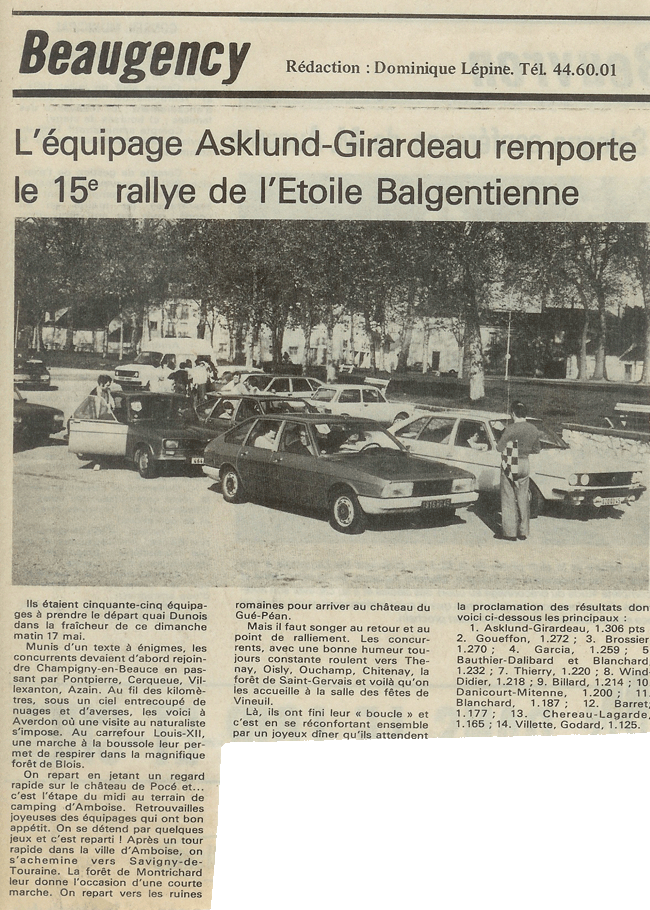 Beaugency
Rédaction : Dominique Lépine. Tél. 44.60.01
L'équipage Asklund-Girardeau remporte
le 15e rallye de l'Etoile Balgentienne
Ils étaient cinquante-cinq équipa-
ges à prendre le départ quai Dunois
dans la fraîcheur de ce dimanche
matin 17 mai.
Munis d'un texte à énigmes, les
concurrents devaient d'abord rejoin-
dre Champigny-en-Beauce en pas-
sant par Pontpierre, Cerqueue, Vil-
lexanton, Azain. Au fil des kilomè-
tres, sous un ciel entrecoupé de
nuages et d'averses, les voici à
Averdon où une visite au naturaliste
s'impose. Au carrefour Louis-XII,
une marche à la boussole leur per-
met de respirer dans la magnifique
forêt de Blois.
On repart en jetant un regard
rapide sur le château de Pocé et...
c'est l'étape du midi au terrain de
camping d'Amboise. Retrouvailles
joyeuses des équipages qui ont bon
appétit. On se détend par quelques
jeux et c'est reparti ! Après un tour
rapide dans la ville d'Amboise, on
s'achemine vers Savigny-de-
Touraine. La forêt de Montrichard
leur donne l'occasion d'une courte
marche. On repart vers les ruines
romaines pour arriver au château du
Gué-Péan.
Mais il faut songer au retour et au
point de ralliement. Les concur-
rents, avec une bonne humeur tou-
jours constante roulent vers The-
nay, Oisly, Ouchamp, Chitenay, la
forêt de Saint-Gervais et voilà qu'on
les accueille à la salle des fêtes de
Vineuil.
Là, ils ont fini leur « boucle » et
c'est en se réconfortant ensemble
par un joyeux dîner qu'ils attendent
la proclamation des résultats don
voici ci-dessous les principaux :
1. Asklund-Girardeau, 1.306 pts
2. Goueffon, 1.272 ; 3. Brossier
1.270 ; 4. Garcia, 1.259 ; 5
Bauthier-Dalibard et Blanchard
1.232 ; 7. Thierry, 1.220 ; 8. Wind-
Didier, 1.218 ; 9. Billard, 1.214 ; 10
Danicourt-Mitenne, 1.200 ; 11
Blanchard, 1.187 ; 12. Barret,
1.177 ; 13. Chereau-Lagarde,
1.165 ; 14. Villette, Godard, 1.125.